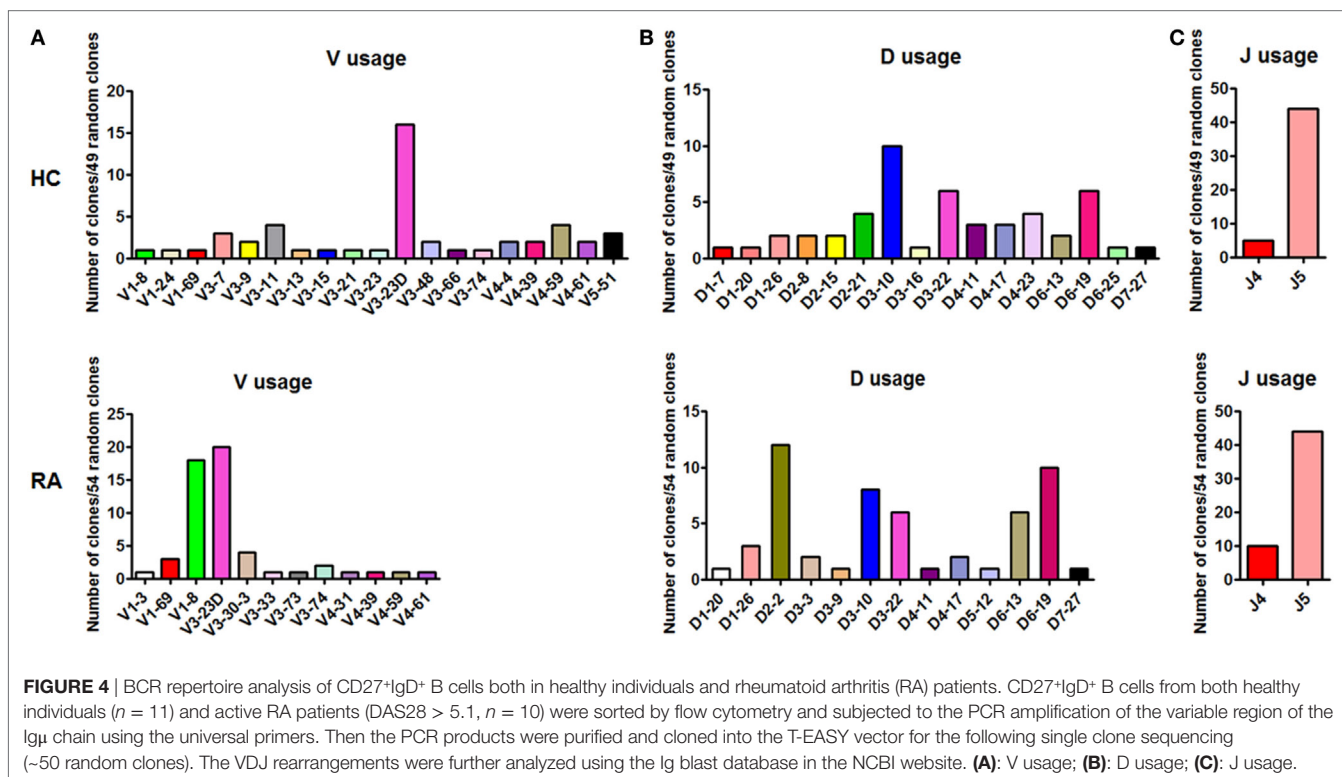 A
V usage
HC
Number of clones/49 random clones
20
15
10
5
0
V1-8
V1-24
V1-69
V3-7
V3-9
V3-11
V3-13
V3-15
V3-21
V3-23
V3-23D
V3-48
V3-66
V3-74
V4-4
V4-39
V4-59
V4-61
V5-51
B
D usage
Number of clones/49 random clones
15
10
5
0
D1-7
D1-20
D1-26
D2-8
D2-15
D2-21
D3-10
D3-16
D3-22
D4-11
D4-17
D4-23
D6-13
D6-19
D6-25
D7-27
C
J usage
Number of clones/49 random clones
50
40
30
20
10
0
J4
J5
RA
V usage
Number of clones/54 random clones
25
20
15
10
5
0
V1-3
V1-69
V1-8
V3-23D
V3-30-3
V3-33
V3-73
V3-74
V4-31
V4-39
V4-59
V4-61
D usage
Number of clones/54 random clones
15
10
5
0
D1-20
D1-26
D2-2
D3-3
D3-9
D3-10
D3-22
D4-11
D4-17
D5-12
D6-13
D6-19
D7-27
J usage
Number of clones/54 random clones
50
40
30
20
10
0
J4
J5
FIGURE 4 | BCR repertoire analysis of CD27⁺IgD⁺ B cells both in healthy individuals and rheumatoid arthritis (RA) patients. CD27⁺IgD⁺ B cells from both healthy
individuals (n = 11) and active RA patients (DAS28 > 5.1, n = 10) were sorted by flow cytometry and subjected to the PCR amplification of the variable region of the
Igμ chain using the universal primers. Then the PCR products were purified and cloned into the T-EASY vector for the following single clone sequencing
(~50 random clones). The VDJ rearrangements were further analyzed using the Ig blast database in the NCBI website. (A): V usage; (B): D usage; (C): J usage.